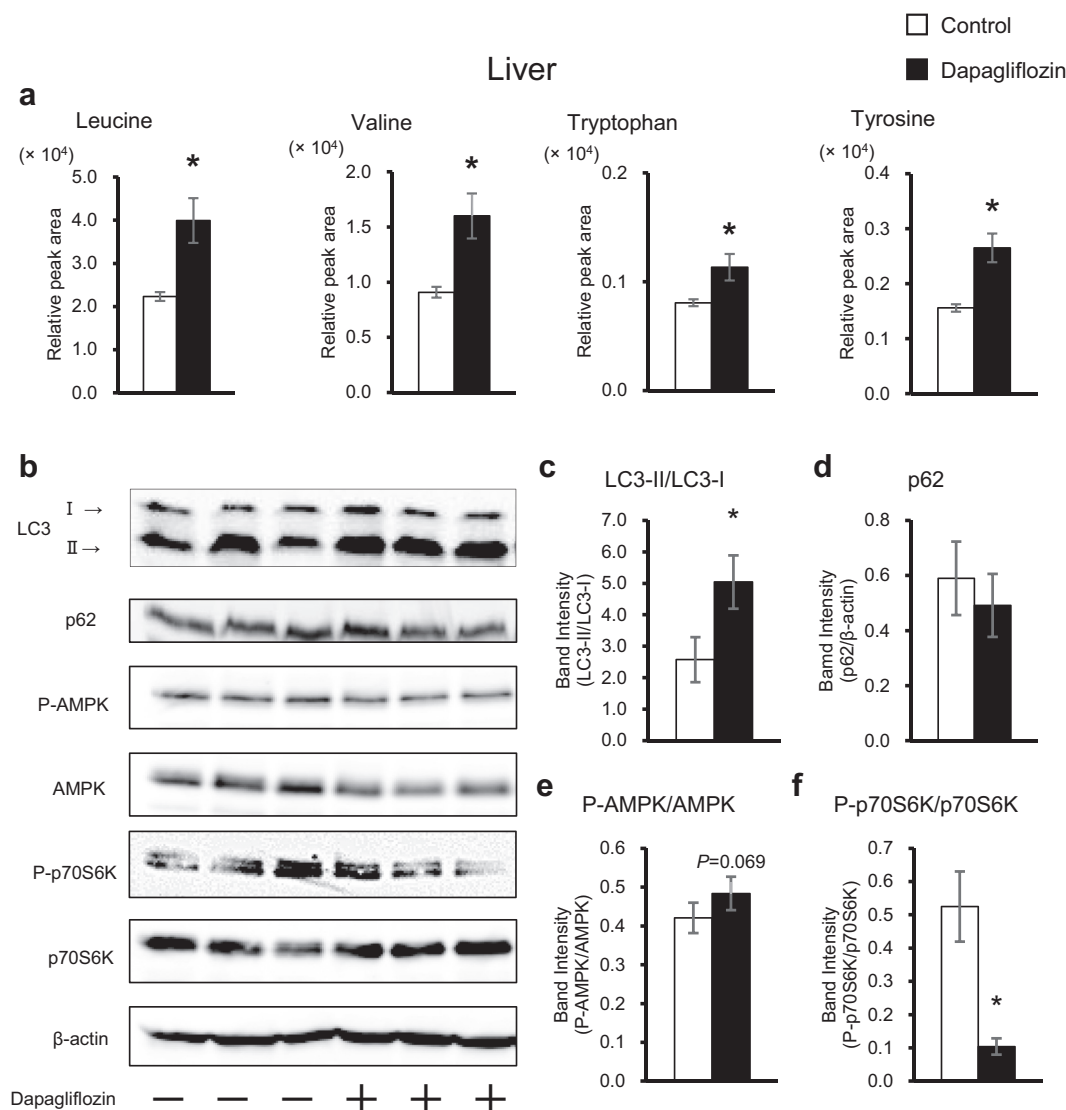 Control
Dapagliflozin
Liver
a
Leucine
Valine
Tryptophan
Tyrosine
(× 10⁴)
(× 10⁴)
(× 10⁴)
(× 10⁴)
Relative peak area
5.0
4.0
3.0
2.0
1.0
0.0
*
Relative peak area
2.0
1.5
1.0
0.5
0.0
*
Relative peak area
0.2
0.1
0.0
*
Relative peak area
0.4
0.3
0.2
0.1
0.0
*
b
LC3
I →
II →
p62
P-AMPK
AMPK
P-p70S6K
p70S6K
β-actin
Dapagliflozin − − − + + +
c
LC3-II/LC3-I
Band Intensity
(LC3-II/LC3-I)
7.0
6.0
5.0
4.0
3.0
2.0
1.0
0.0
*
d
p62
Bamd Intensity
(p62/β-actin)
0.8
0.6
0.4
0.2
0.0
e
P-AMPK/AMPK
Band Intensity
(P-AMPK/AMPK)
0.6
0.5
0.4
0.3
0.2
0.1
0.0
P=0.069
f
P-p70S6K/p70S6K
Band Intensity
(P-p70S6K/p70S6K)
0.7
0.6
0.5
0.4
0.3
0.2
0.1
0.0
*